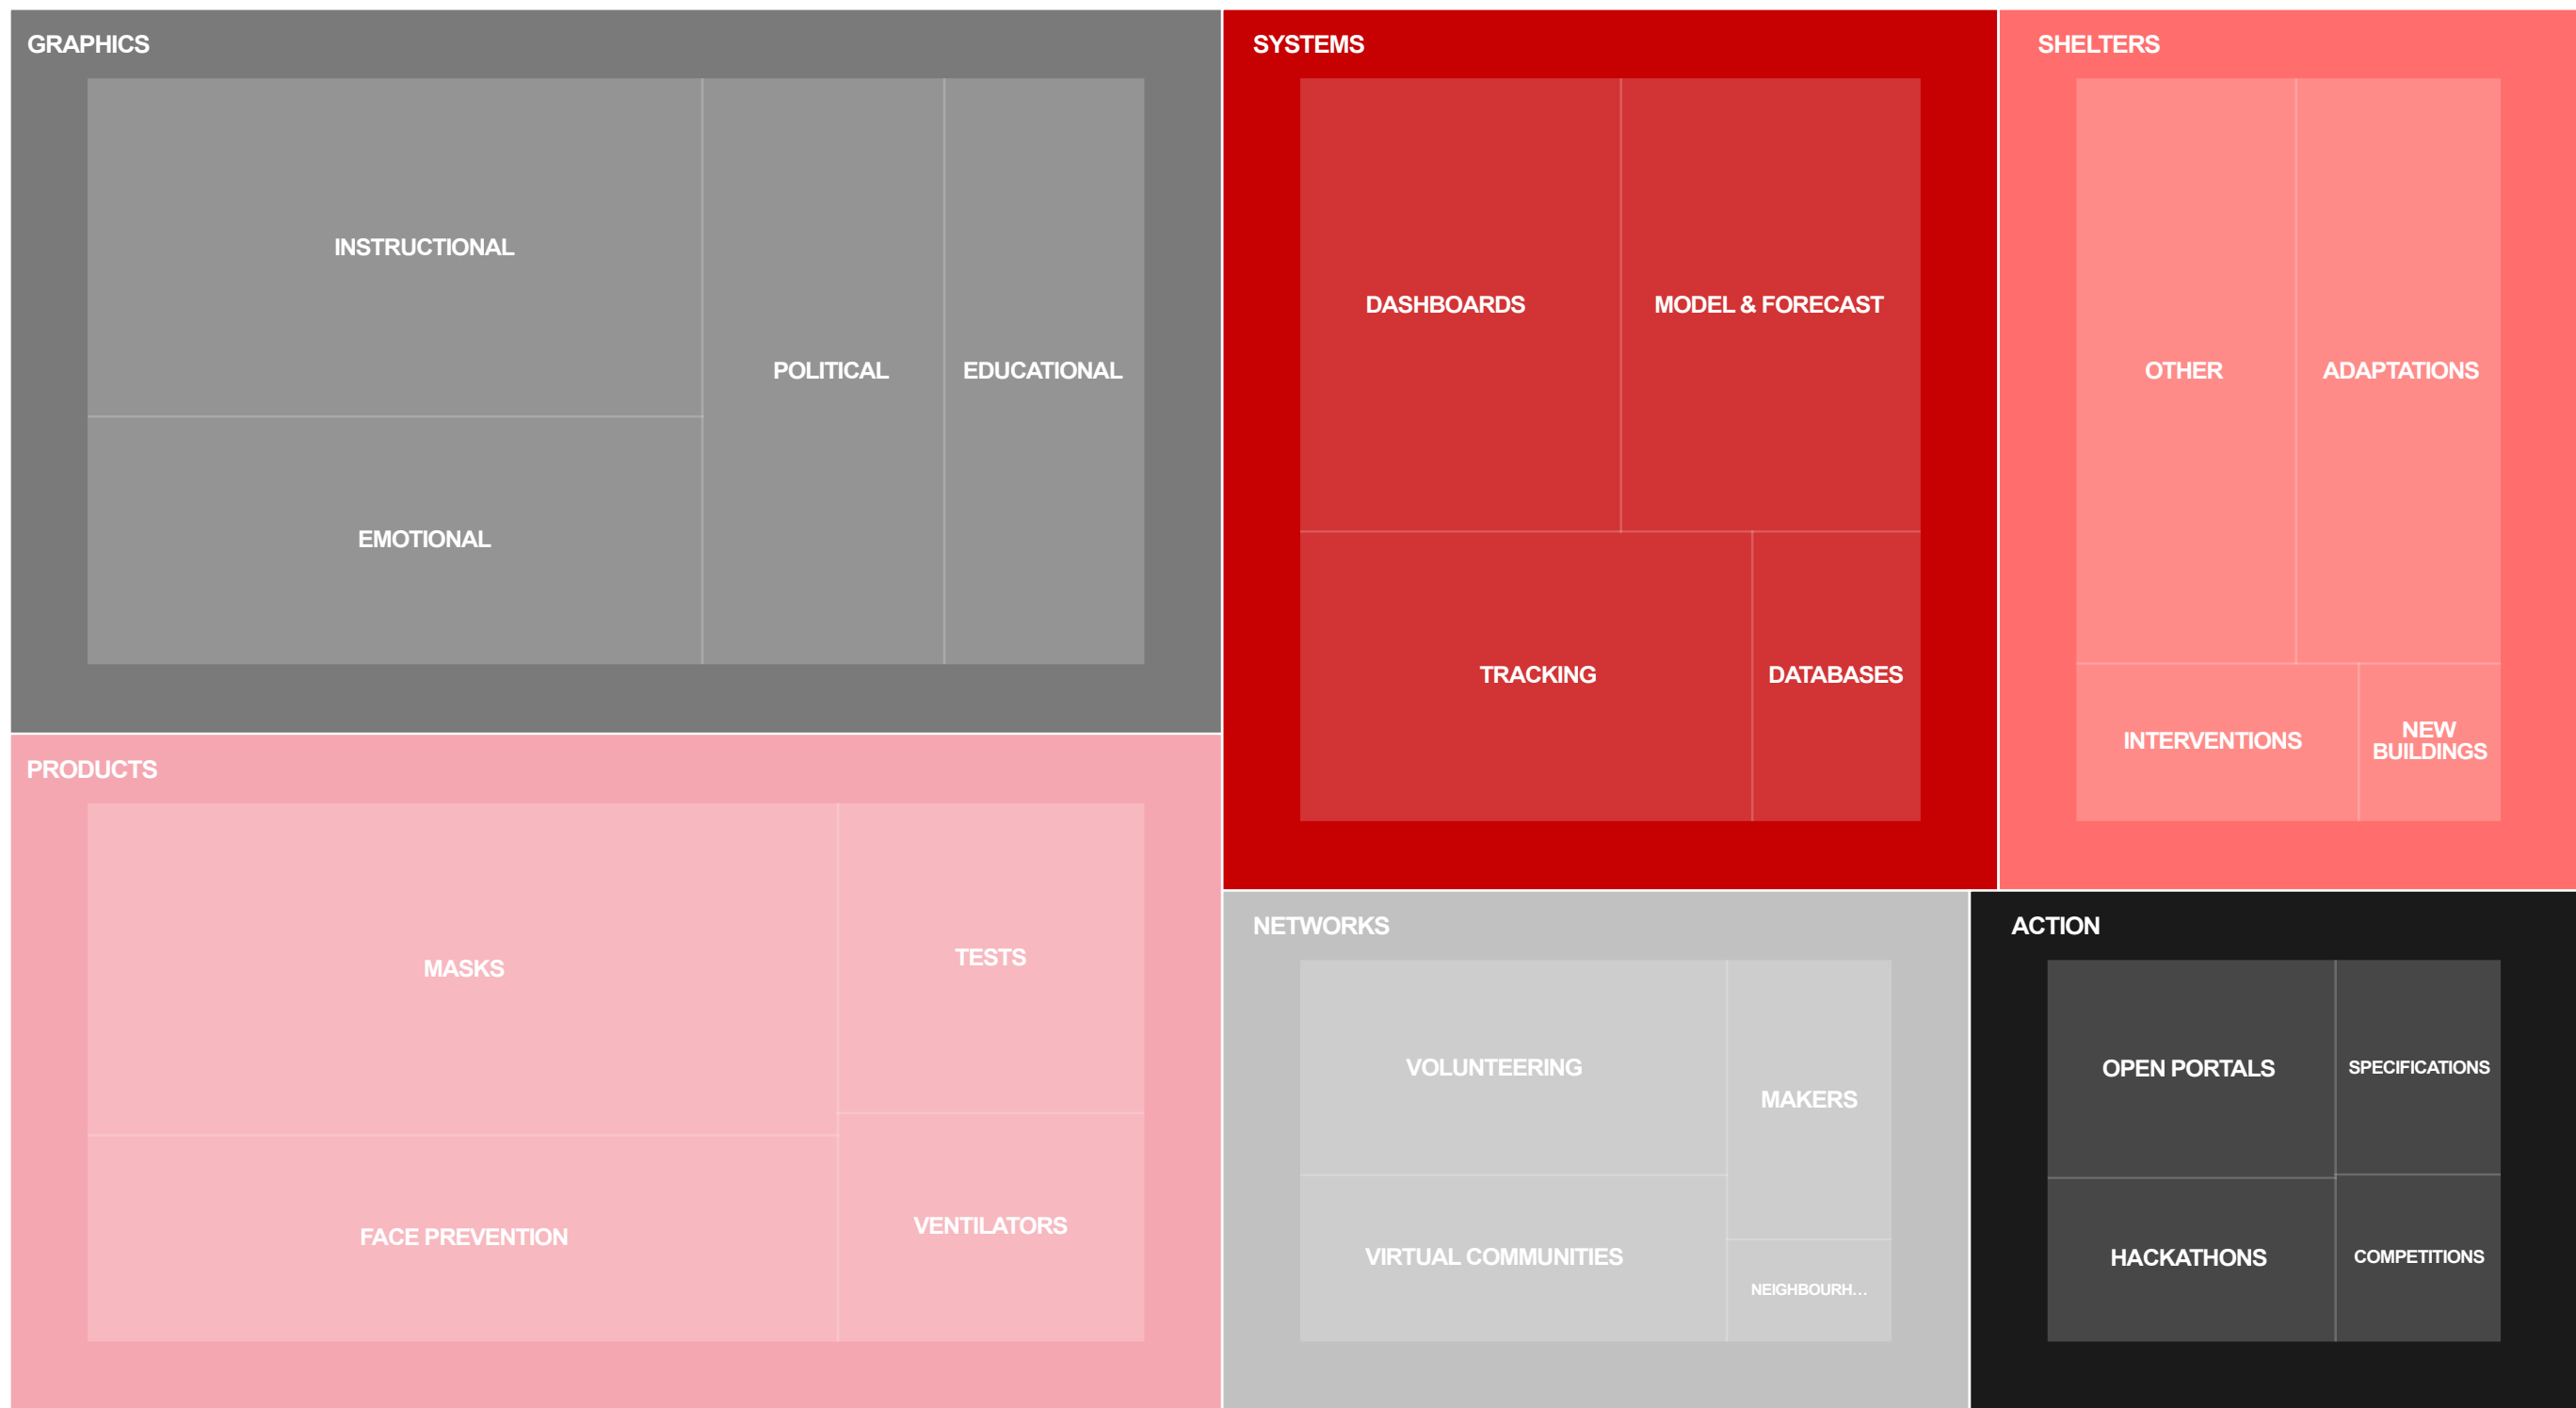 GRAPHICS
INSTRUCTIONAL
EMOTIONAL
POLITICAL
EDUCATIONAL
SYSTEMS
DASHBOARDS
MODEL & FORECAST
TRACKING
DATABASES
SHELTERS
OTHER
ADAPTATIONS
INTERVENTIONS
NEW
BUILDINGS
PRODUCTS
MASKS
TESTS
FACE PREVENTION
VENTILATORS
NETWORKS
VOLUNTEERING
MAKERS
VIRTUAL COMMUNITIES
NEIGHBOURH...
ACTION
OPEN PORTALS
SPECIFICATIONS
HACKATHONS
COMPETITIONS